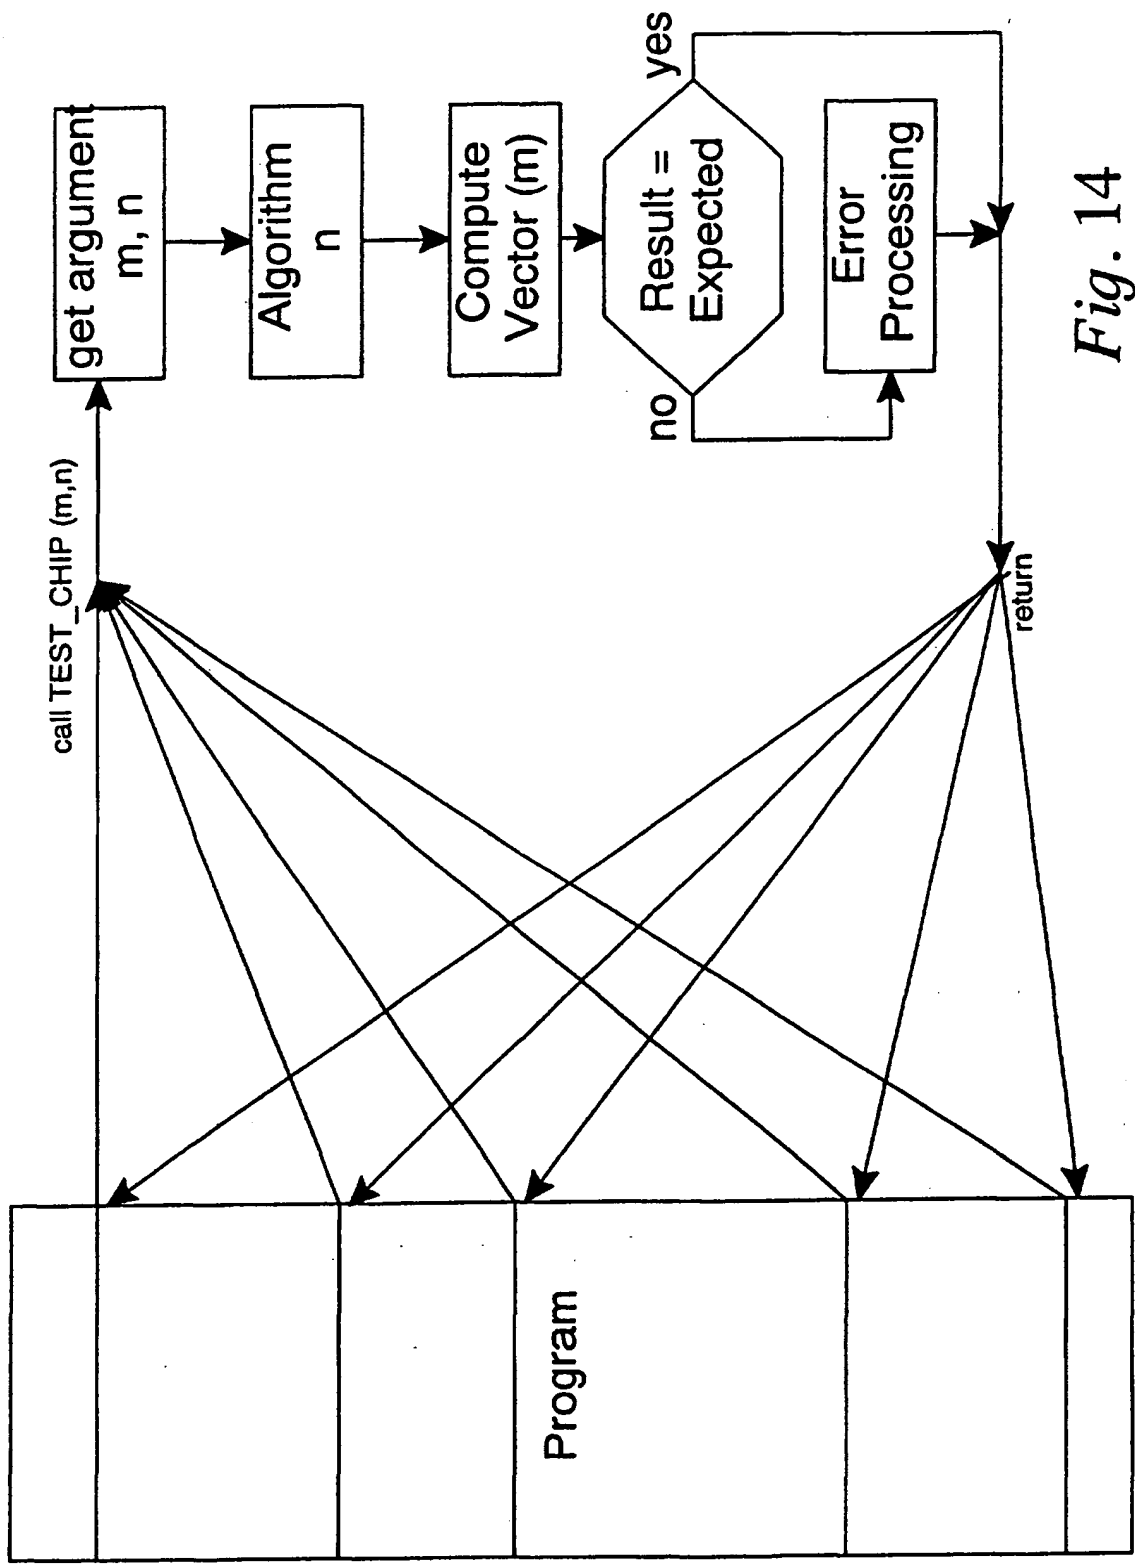 Program
call TEST_CHIP (m,n)
get argument
m, n
Algorithm
n
Compute
Vector (m)
Result =
Expected
no
yes
Error
Processing
return
Fig. 14